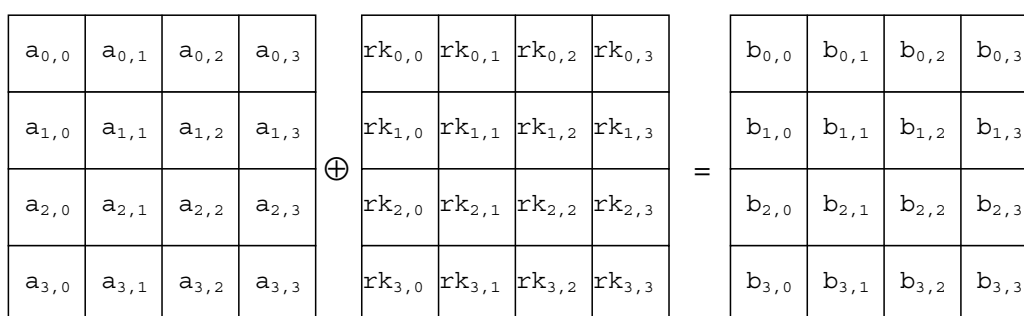 a0,0 a0,1 a0,2 a0,3 rk0,0 rk0,1 rk0,2 rk0,3 b0,0 b0,1 b0,2 b0,3
a1,0 a1,1 a1,2 a1,3 rk1,0 rk1,1 rk1,2 rk1,3 b1,0 b1,1 b1,2 b1,3
⊕ =
a2,0 a2,1 a2,2 a2,3 rk2,0 rk2,1 rk2,2 rk2,3 b2,0 b2,1 b2,2 b2,3
a3,0 a3,1 a3,2 a3,3 rk3,0 rk3,1 rk3,2 rk3,3 b3,0 b3,1 b3,2 b3,3